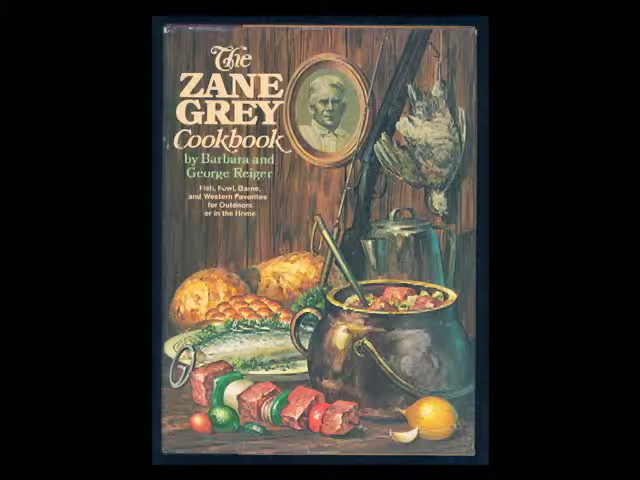 The
ZANE
GREY
Cookbook
by Barbara and
George Reiger
Fish, Fowl, Game,
and Western Favorites
for Outdoors
or in the Home